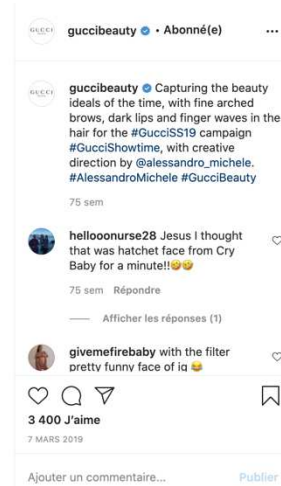 GUCCI
guccibeauty • Abonné(e)
...
GUCCI
guccibeauty Capturing the beauty
ideals of the time, with fine arched
brows, dark lips and finger waves in the
hair for the #GucciSS19 campaign
#GucciShowtime, with creative
direction by @alessandro_michele.
#AlessandroMichele #GucciBeauty
75 sem
hellooonurse28 Jesus I thought
that was hatchet face from Cry
Baby for a minute!!🤣🤣
75 sem Répondre
Afficher les réponses (1)
givemefirebaby with the filter
pretty funny face of ig 😂
3 400 J'aime
7 MARS 2019
Ajouter un commentaire... Publier